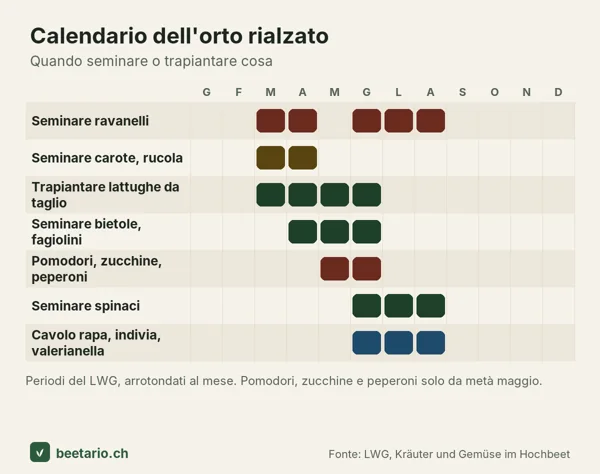 Calendario dell'orto rialzato
Quando seminare o trapiantare cosa
G F M A M G L A S O N D
Seminare ravanelli
Seminare carote, rucola
Trapiantare lattughe da
taglio
Seminare bietole,
fagiolini
Pomodori, zucchine,
peperoni
Seminare spinaci
Cavolo rapa, indivia,
valerianella
Periodi del LWG, arrotondati al mese. Pomodori, zucchine e peperoni solo da metà maggio.
beetario.ch
Fonte: LWG, Kräuter und Gemüse im Hochbeet